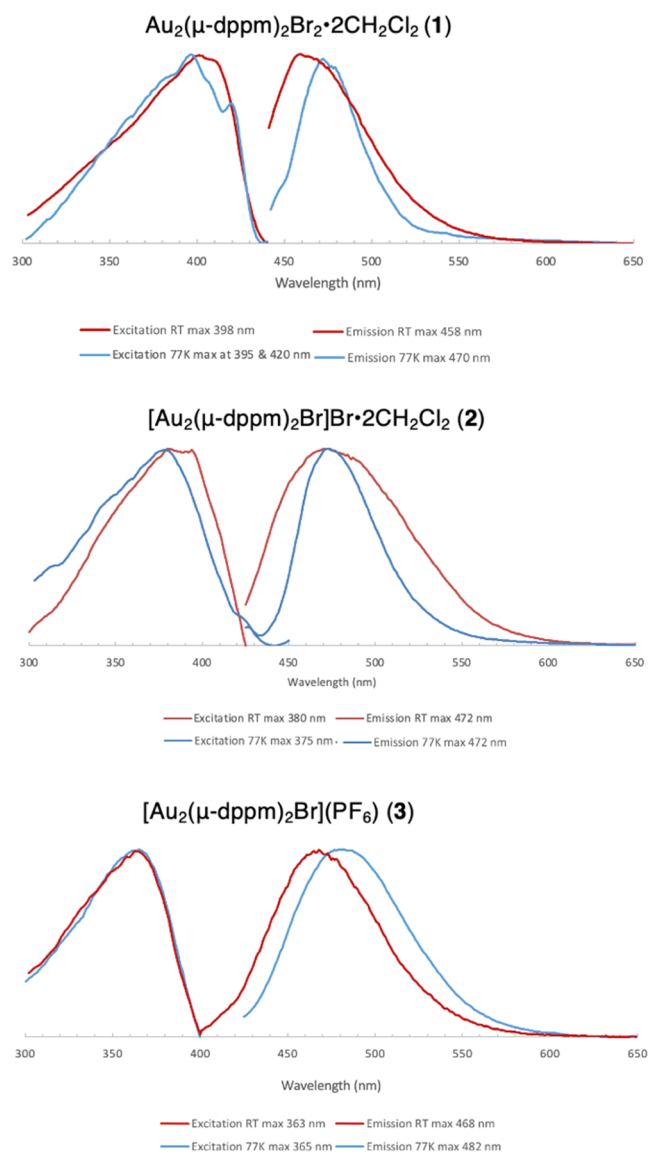 Au₂(μ-dppm)₂Br₂•2CH₂Cl₂ (1)
300 350 400 450 500 550 600 650
Wavelength (nm)
Excitation RT max 398 nm Emission RT max 458 nm
Excitation 77K max at 395 & 420 nm Emission 77K max 470 nm
[Au₂(μ-dppm)₂Br]Br•2CH₂Cl₂ (2)
300 350 400 450 500 550 600 650
Wavelength (nm)
Excitation RT max 380 nm Emission RT max 472 nm
Excitation 77K max 375 nm. Emission 77K max 472 nm
[Au₂(μ-dppm)₂Br](PF₆) (3)
300 350 400 450 500 550 600 650
Wavelength (nm)
Excitation RT max 363 nm Emission RT max 468 nm
Excitation 77K max 365 nm Emission 77K max 482 nm